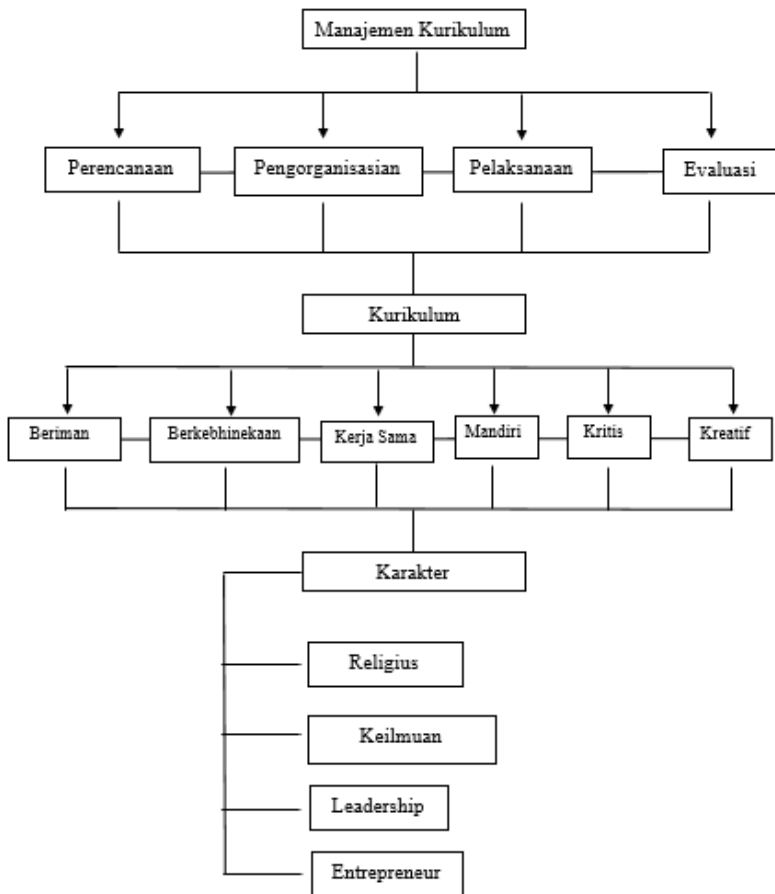 Manajemen Kurikulum
Perencanaan
Pengorganisasian
Pelaksanaan
Evaluasi
Kurikulum
Beriman
Berkebhinekaan
Kerja Sama
Mandiri
Kritis
Kreatif
Karakter
Religius
Keilmuan
Leadership
Entrepreneur